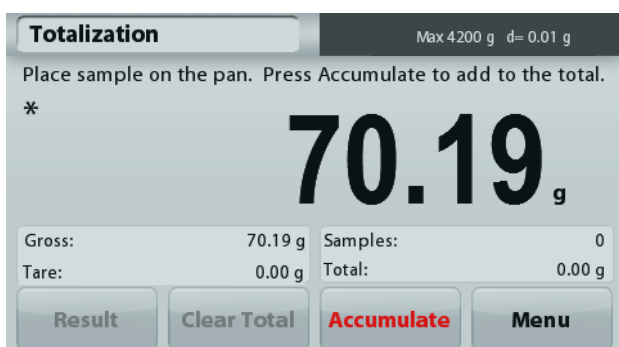 Totalization Max 4200 g d= 0.01 g
Place sample on the pan. Press Accumulate to add to the total.
*
70.19 g
Gross: 70.19 g Samples: 0
Tare: 0.00 g Total: 0.00 g
Result Clear Total Accumulate Menu